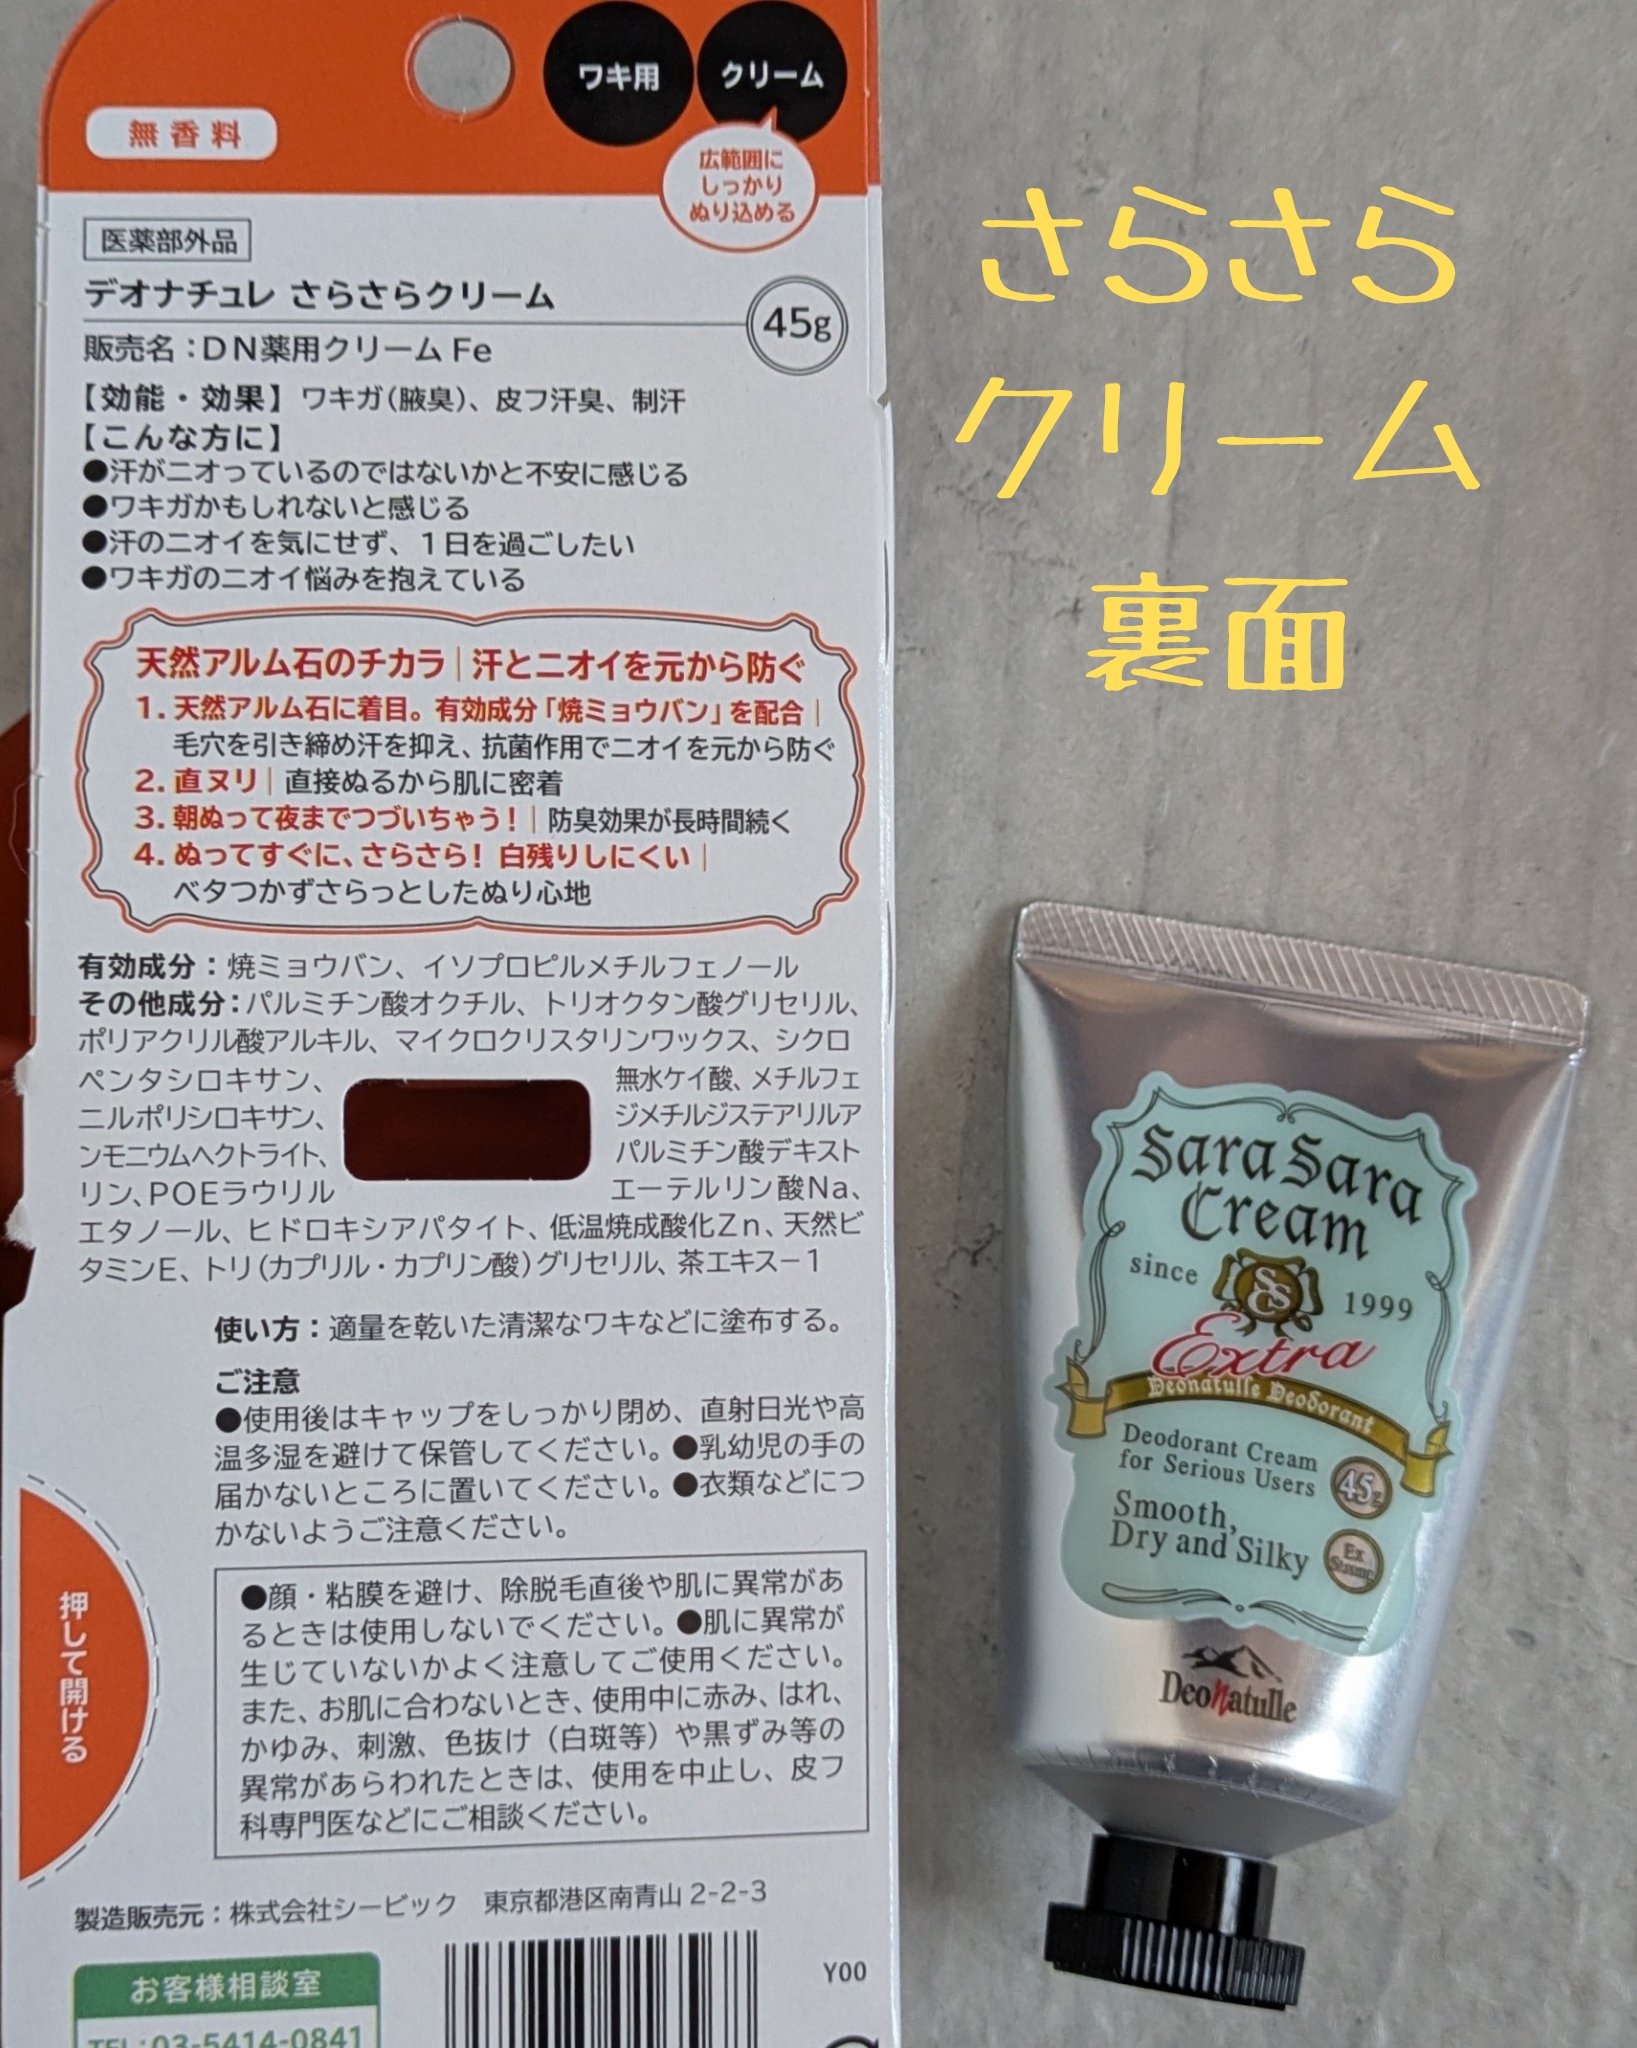 無香料
ワキ用
クリーム
広範囲に
しっかり
ぬり込める
医薬部外品
デオナチュレ さらさらクリーム
45g
販売名：DN薬用クリーム Fe
【効能・効果】ワキガ（腋臭）、皮フ汗臭、制汗
【こんな方に】
●汗がニオっているのではないかと不安に感じる
●ワキガかもしれないと感じる
●汗のニオイを気にせず、１日を過ごしたい
●ワキガのニオイ悩みを抱えている
天然アルム石のチカラ｜汗とニオイを元から防ぐ
1. 天然アルム石に着目。有効成分「焼ミョウバン」を配合｜
毛穴を引き締め汗を抑え、抗菌作用でニオイを元から防ぐ
2. 直ヌリ｜直接ぬるから肌に密着
3. 朝ぬって夜までつづいちゃう！｜防臭効果が長時間続く
4. ぬってすぐに、さらさら！ 白残りしにくい｜
ベタつかずさらっとしたぬり心地
有効成分：焼ミョウバン、イソプロピルメチルフェノール
その他成分：パルミチン酸オクチル、トリオクタン酸グリセリル、
ポリアクリル酸アルキル、マイクロクリスタリンワックス、シクロ
ペンタシロキサン、 無水ケイ酸、メチルフェ
ニルポリシロキサン、 ジメチルジステアリルア
ンモニウムヘクトライト、 パルミチン酸デキスト
リン、POEラウリル エーテルリン酸Na、
エタノール、ヒドロキシアパタイト、低温焼成酸化Zn、天然ビ
タミンE、トリ（カプリル・カプリン酸）グリセリル、茶エキス－1
使い方：適量を乾いた清潔なワキなどに塗布する。
ご注意
●使用後はキャップをしっかり閉め、直射日光や高
温多湿を避けて保管してください。●乳幼児の手の
届かないところに置いてください。●衣類などにつ
かないようご注意ください。
●顔・粘膜を避け、除脱毛直後や肌に異常があ
るときは使用しないでください。●肌に異常が
生じていないかよく注意してご使用ください。
また、お肌に合わないとき、使用中に赤み、はれ、
かゆみ、刺激、色抜け（白斑等）や黒ずみ等の
異常があらわれたときは、使用を中止し、皮フ
科専門医などにご相談ください。
押して開ける
製造販売元：株式会社シービック 東京都港区南青山 2-2-3
Y00
お客様相談室
TEL：03-5414-0841
さらさら
クリーム
裏面
SaraSara
Cream
since 1999
SSC
Extra
Deonatulle Deodorant
Deodorant Cream
for Serious Users
45g
Smooth,
Dry and Silky
Ex
Strong
DeoNatulle